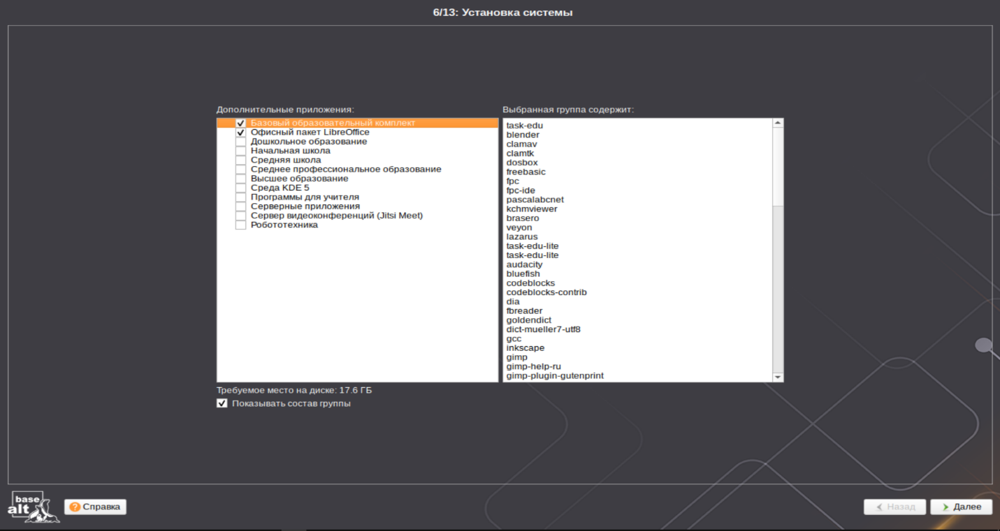 6/13: Установка системы
Дополнительные приложения:
Базовый образовательный комплект
Офисный пакет LibreOffice
Дошкольное образование
Начальная школа
Средняя школа
Среднее профессиональное образование
Высшее образование
Среда KDE 5
Программы для учителя
Серверные приложения
Сервер видеоконференций (Jitsi Meet)
Робототехника
Требуемое место на диске: 17.6 ГБ
Показывать состав группы
Выбранная группа содержит:
task-edu
blender
clamav
clamtk
dosbox
freebasic
fpc
fpc-ide
pascalabcnet
kchmviewer
brasero
veyon
lazarus
task-edu-lite
task-edu-lite
audacity
bluefish
codeblocks
codeblocks-contrib
dia
fbreader
goldendict
dict-mueller7-utf8
gcc
inkscape
gimp
gimp-help-ru
gimp-plugin-gutenprint
base
alt
Справка
Назад
Далее